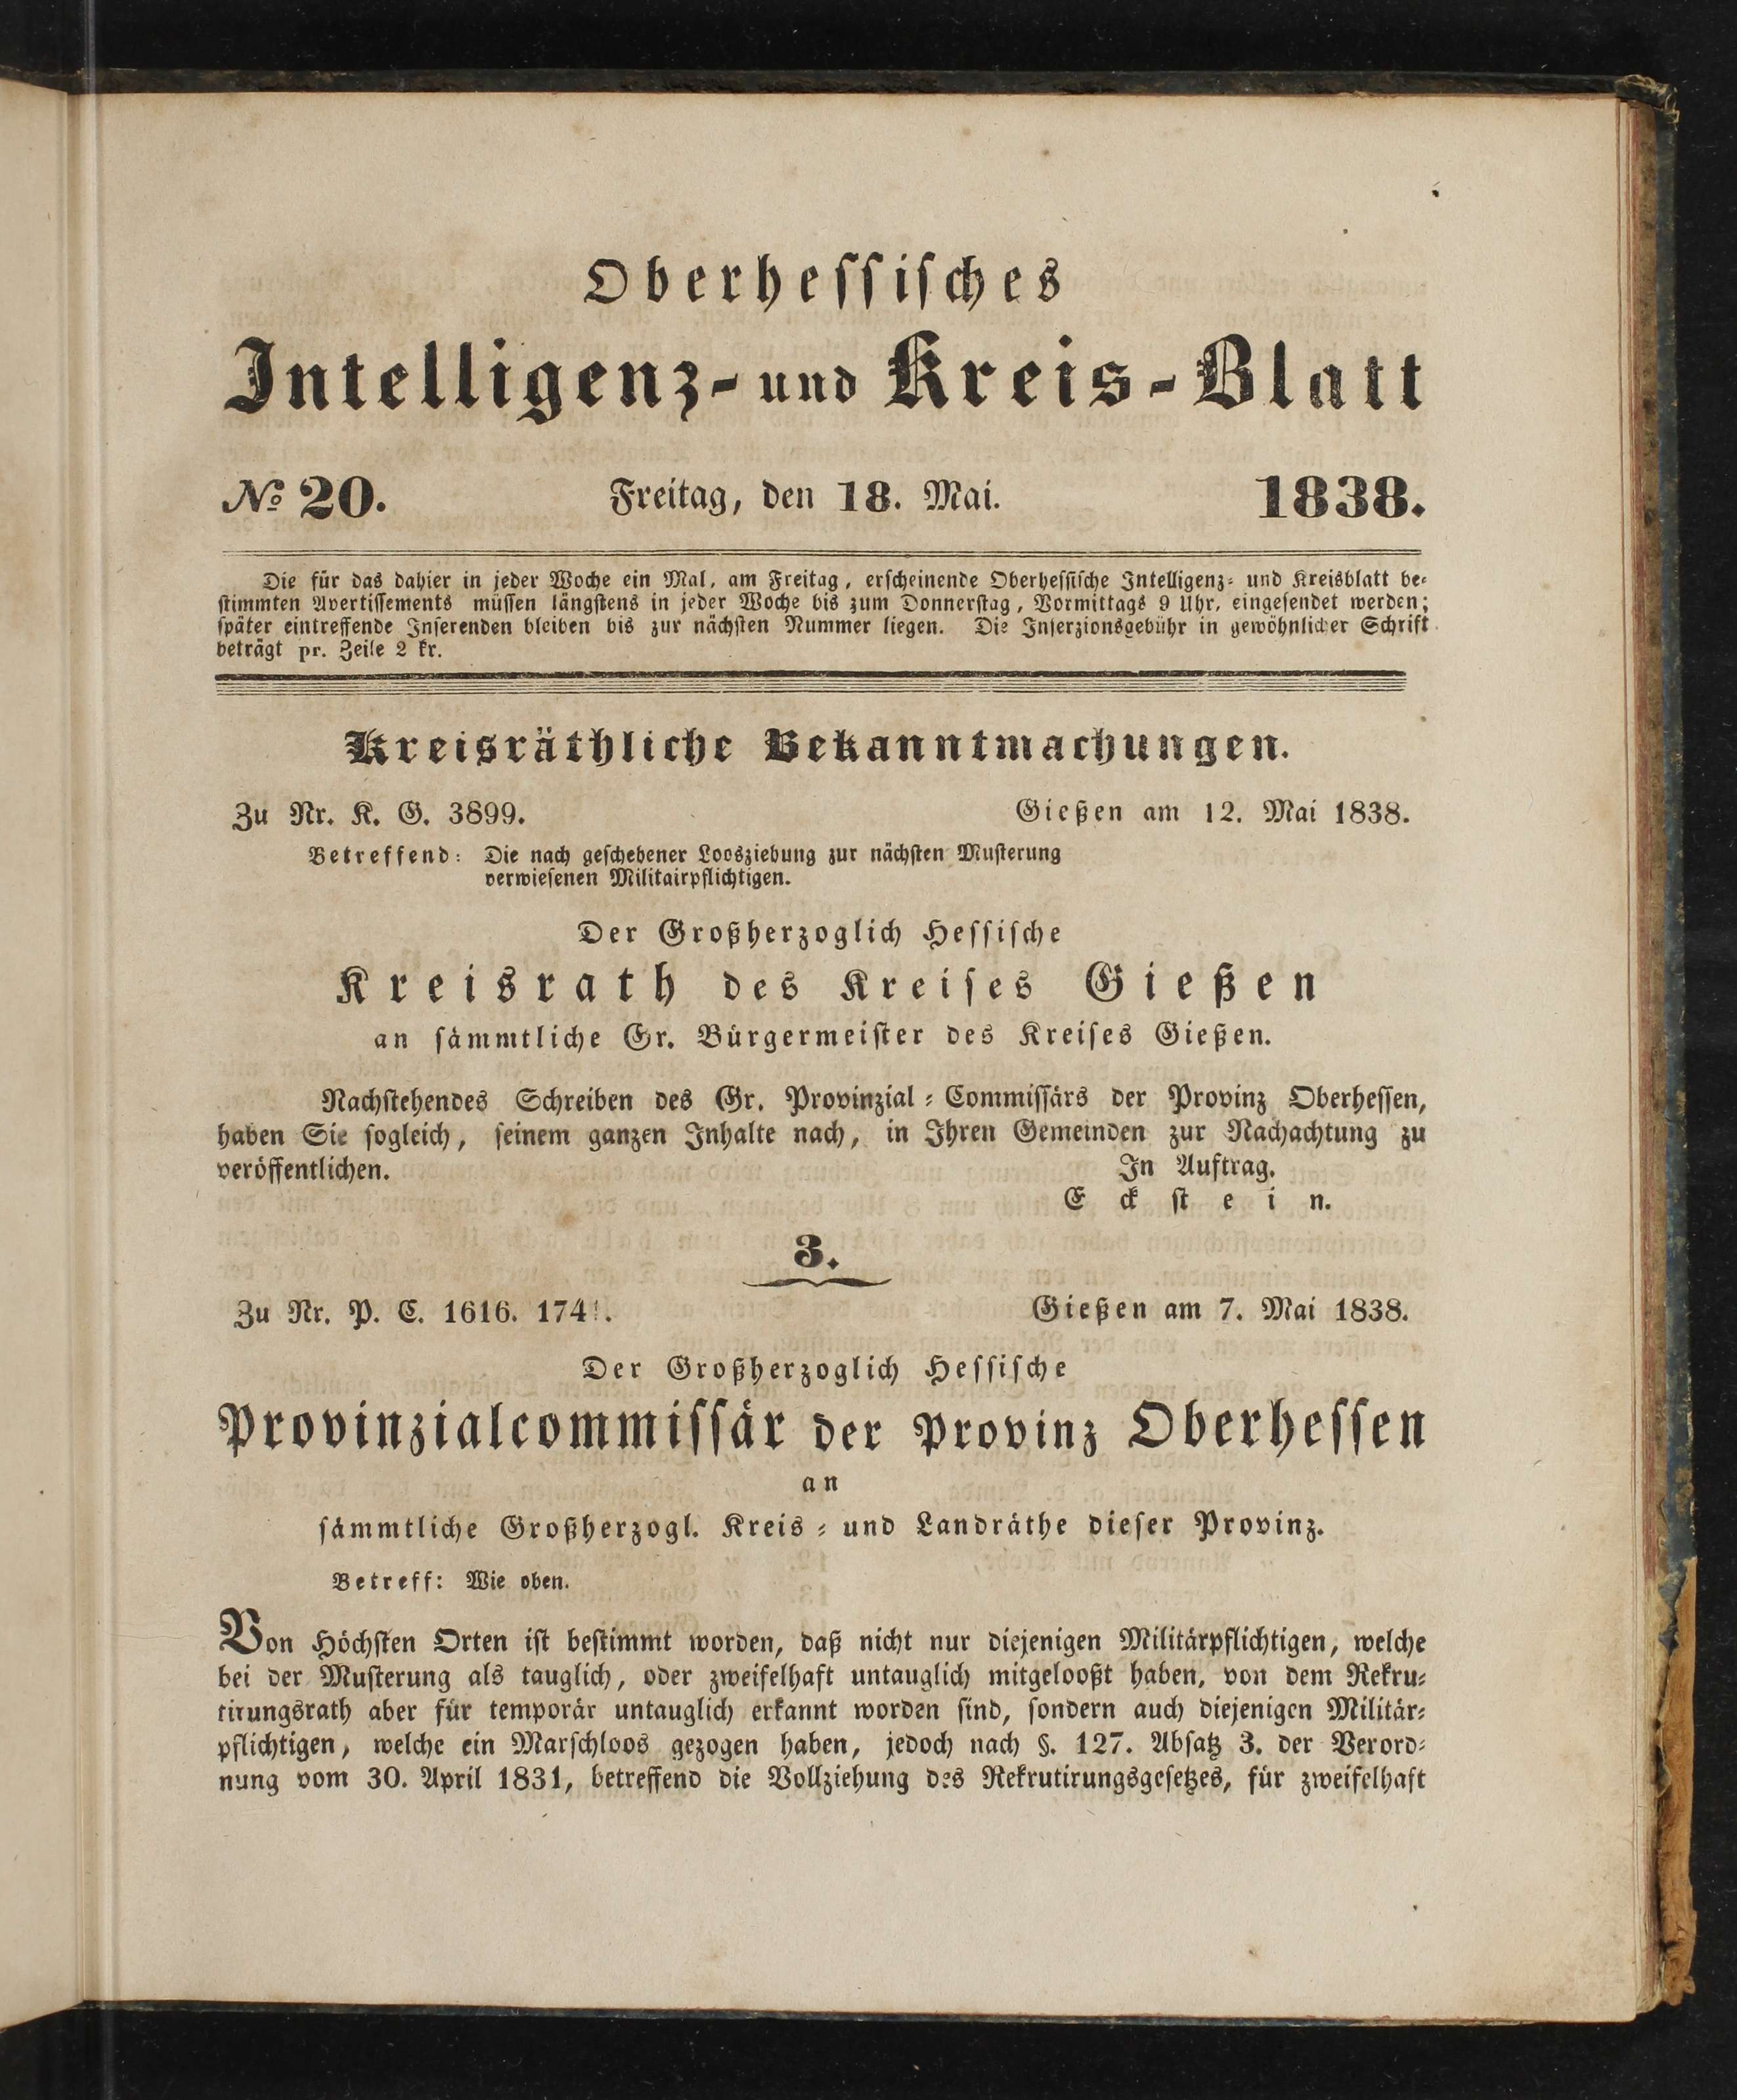 Oberhessisches
Intelligenz- und Kreis-Blatt
№ 20. Freitag, den 18. Mai. 1838.
Die für das dahier in jeder Woche ein Mal, am Freitag, erscheinende Oberhessische Intelligenz- und Kreisblatt be-
stimmten Avertissements müssen längstens in jeder Woche bis zum Donnerstag, Vormittags 9 Uhr, eingesendet werden;
später eintreffende Inserenden bleiben bis zur nächsten Nummer liegen. Die Inserzionsgebühr in gewöhnlicher Schrift
beträgt pr. Zeile 2 kr.
Kreisräthliche Bekanntmachungen.
Zu Nr. K. G. 3899. Gießen am 12. Mai 1838.
Betreffend: Die nach geschehener Loosziehung zur nächsten Musterung
verwiesenen Militairpflichtigen.
Der Großherzoglich Hessische
Kreisrath des Kreises Gießen
an sämmtliche Gr. Bürgermeister des Kreises Gießen.
Nachstehendes Schreiben des Gr. Provinzial-Commissärs der Provinz Oberhessen,
haben Sie sogleich, seinem ganzen Inhalte nach, in Ihren Gemeinden zur Nachachtung zu
veröffentlichen. In Auftrag.
Eckstein.
3.
Zu Nr. P. C. 1616. Gießen am 7. Mai 1838.
Der Großherzoglich Hessische
Provinzialcommissär der Provinz Oberhessen
an
sämmtliche Großherzogl. Kreis- und Landräthe dieser Provinz.
Betreff: Wie oben.
Von Höchsten Orten ist bestimmt worden, daß nicht nur diejenigen Militärpflichtigen, welche
bei der Musterung als tauglich, oder zweifelhaft untauglich mitgelooßt haben, von dem Rekru-
tirungsrath aber für temporär untauglich erkannt worden sind, sondern auch diejenigen Militär-
pflichtigen, welche ein Marschloos gezogen haben, jedoch nach §. 127. Absatz 3. der Verord-
nung vom 30. April 1831, betreffend die Vollziehung des Rekrutirungsgesetzes, für zweifelhaft